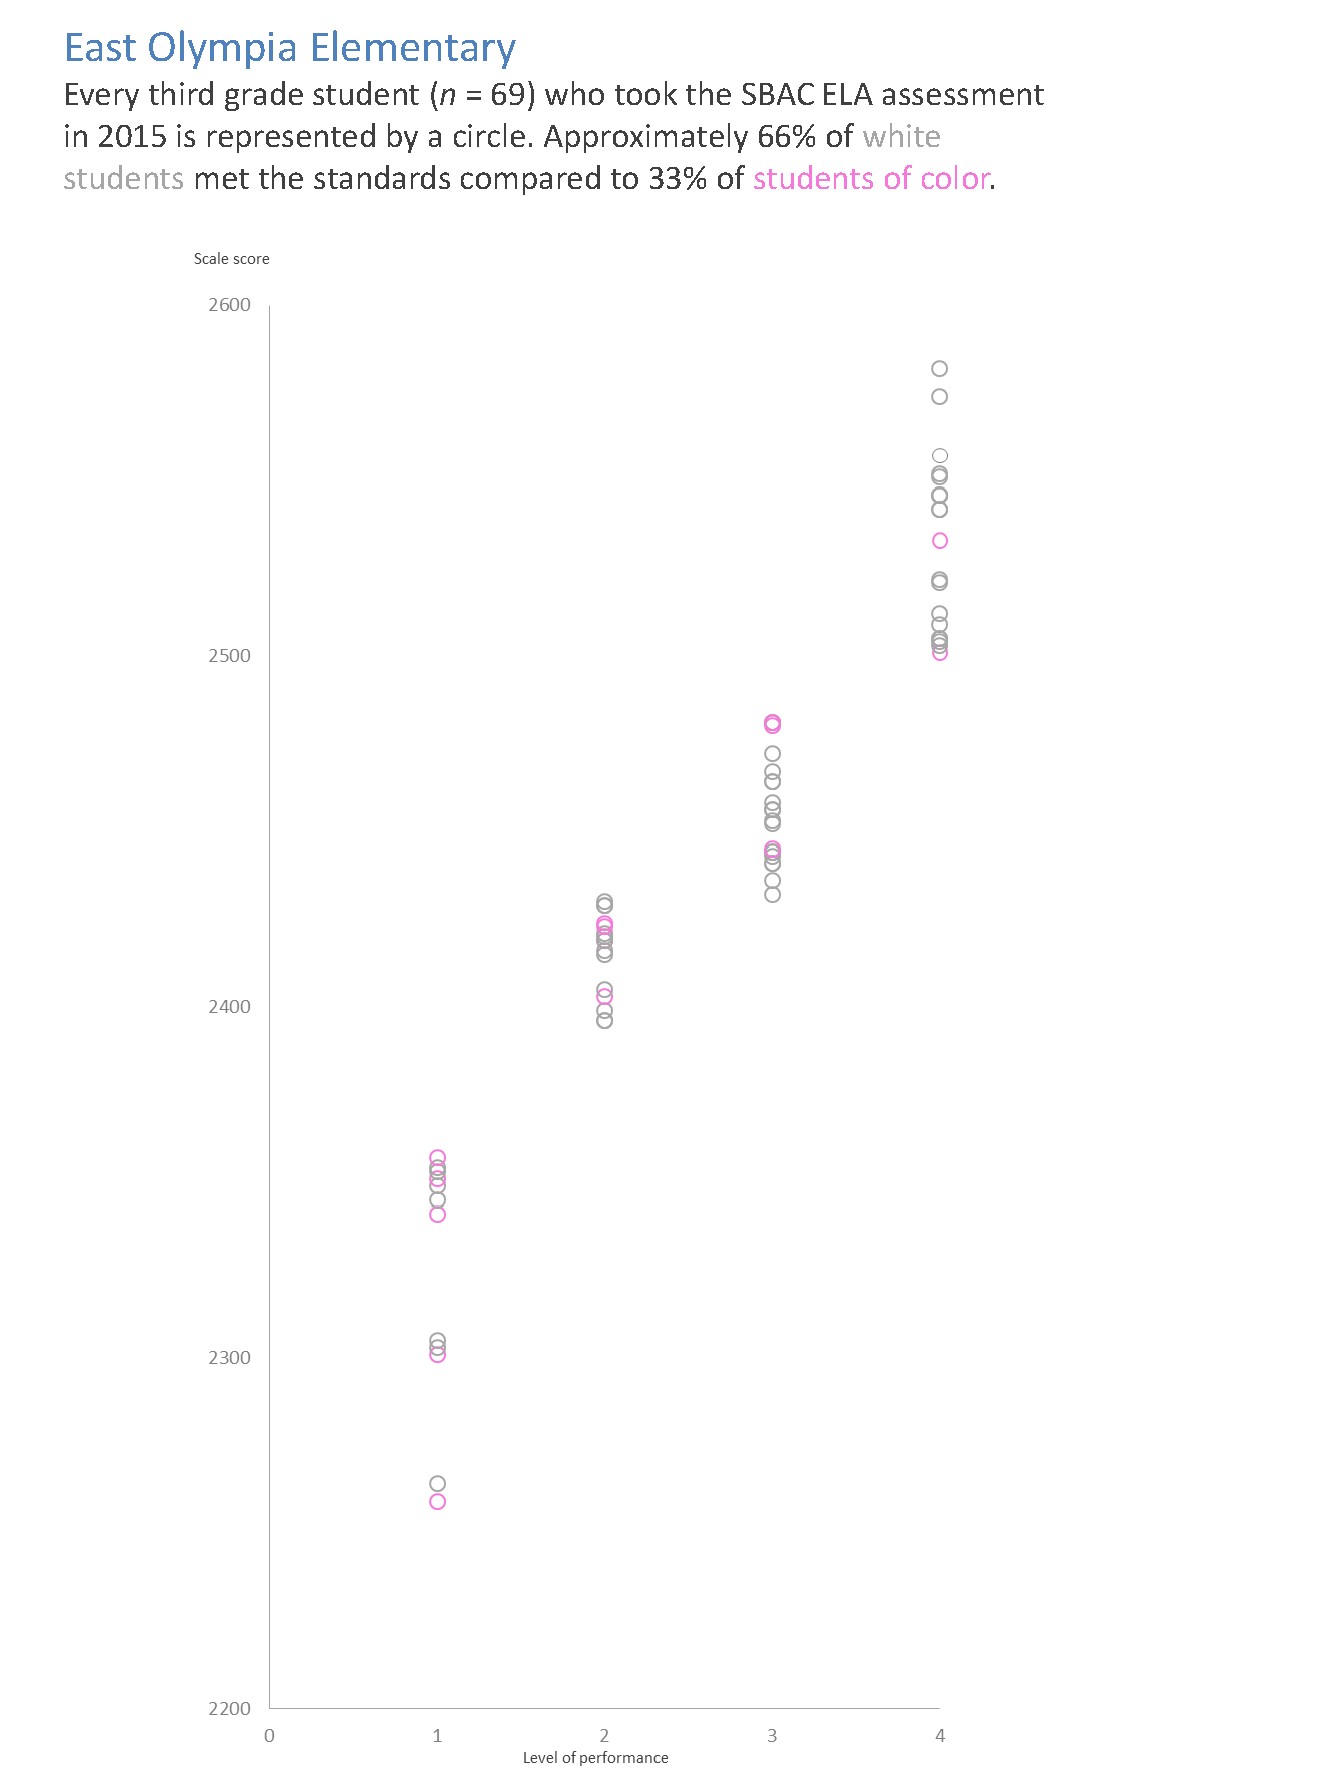 East Olympia Elementary
Every third grade student (n = 69) who took the SBAC ELA assessment
in 2015 is represented by a circle. Approximately 66% of white
students met the standards compared to 33% of students of color.
Scale score
2600
2500
2400
2300
2200
0 1 2 3 4
Level of performance